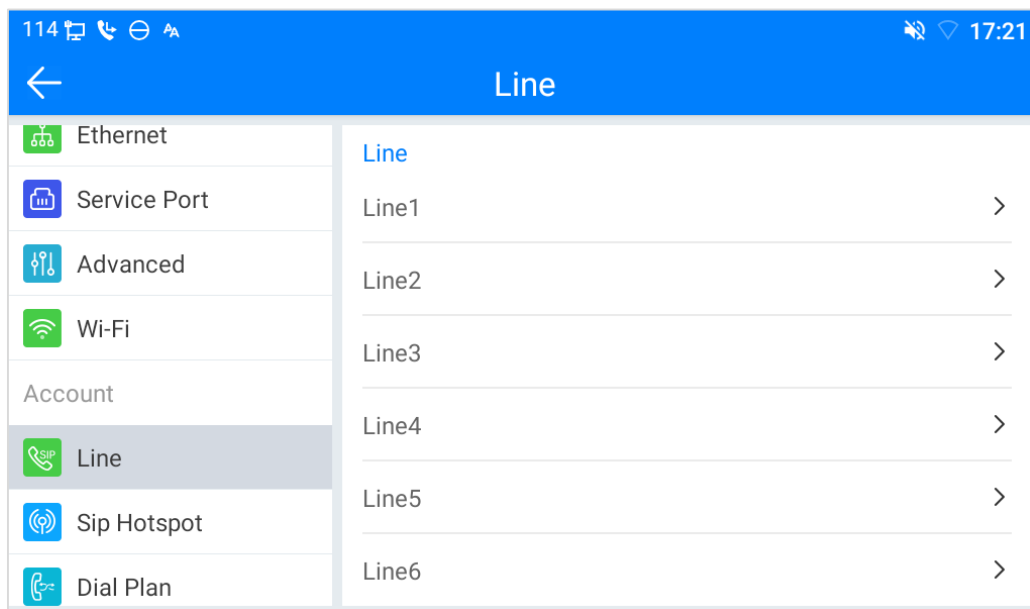 114 17:21
Line
Ethernet
Service Port
Advanced
Wi-Fi
Account
SIP Line
Sip Hotspot
Dial Plan
Line
Line1
Line2
Line3
Line4
Line5
Line6